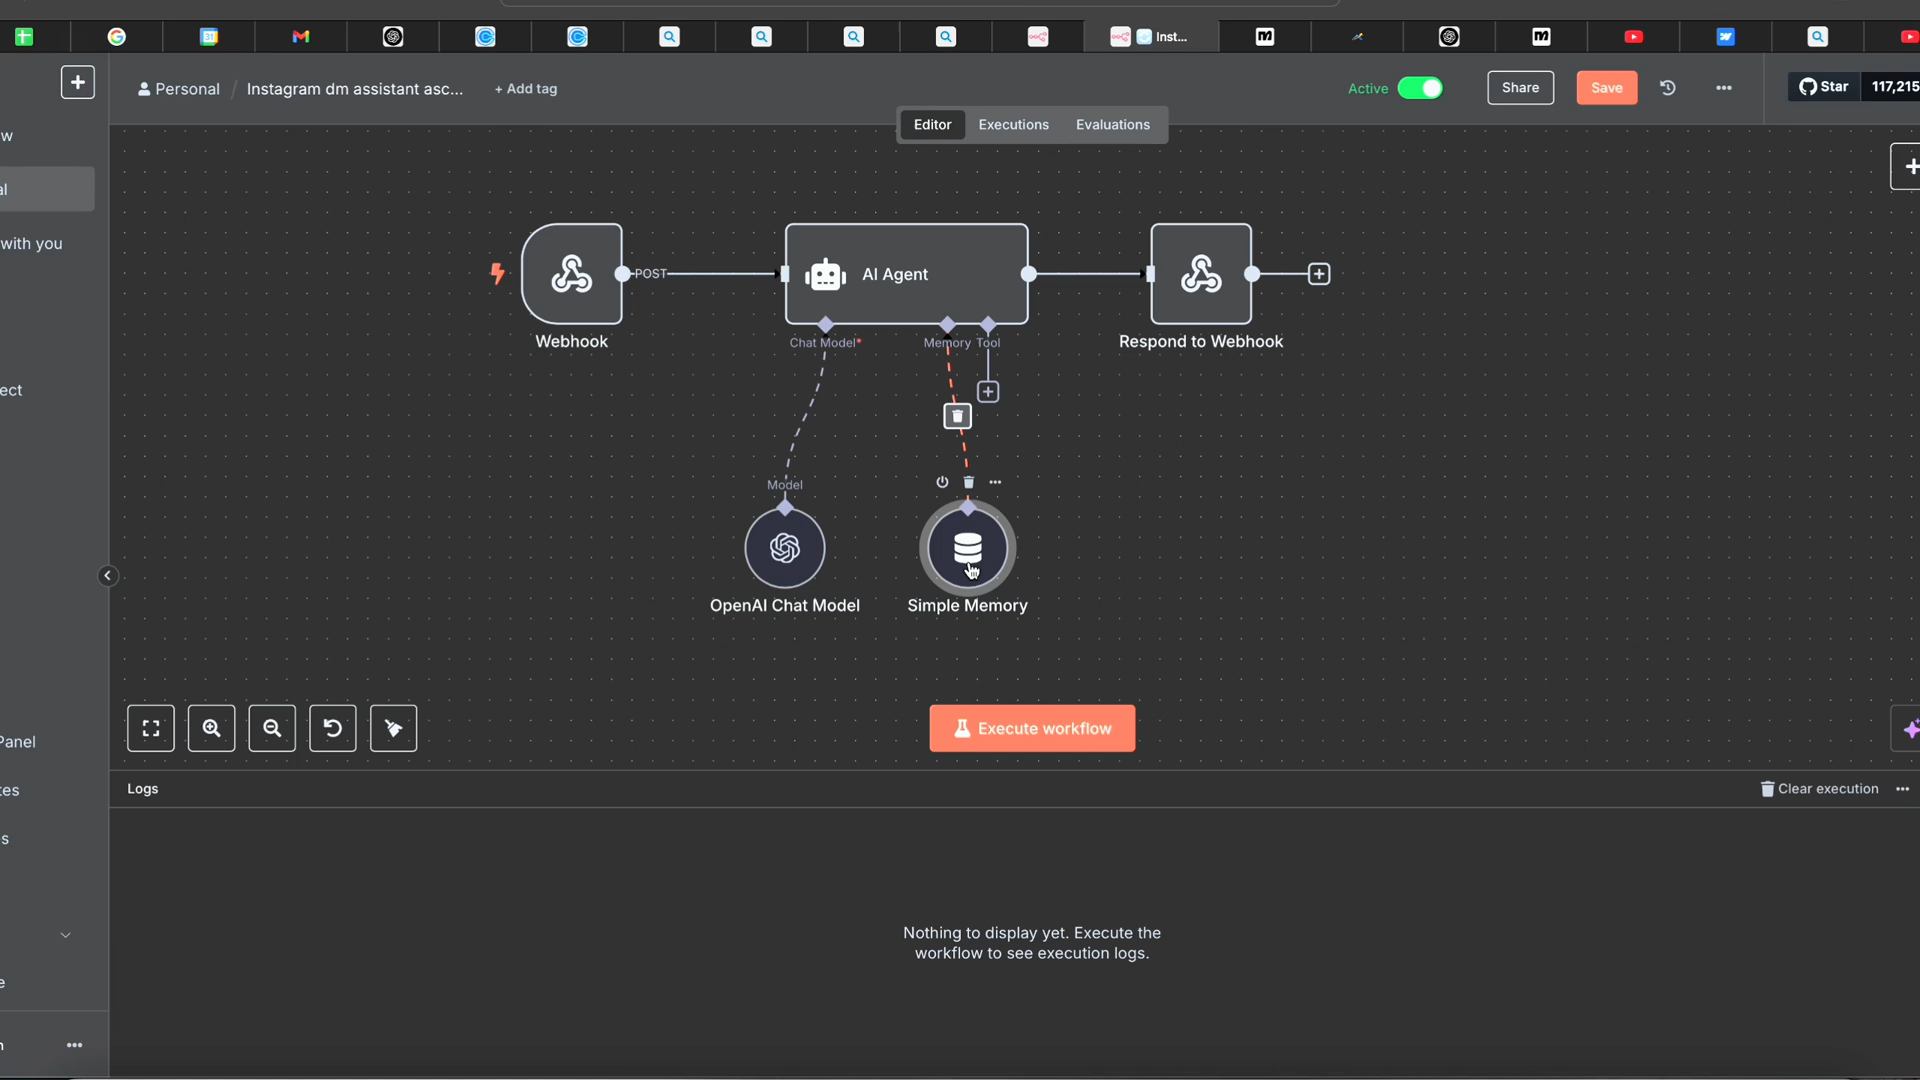 Inst...
Personal / Instagram dm assistant asc... + Add tag
Active
Share
Save
Star
117,215
Editor Executions Evaluations
w
al
with you
ect
Panel
tes
s
e
n
POST
AI Agent
Webhook
Chat Model*
Memory
Tool
Respond to Webhook
Model
OpenAI Chat Model
Simple Memory
Execute workflow
Logs
Clear execution
Nothing to display yet. Execute the
workflow to see execution logs.